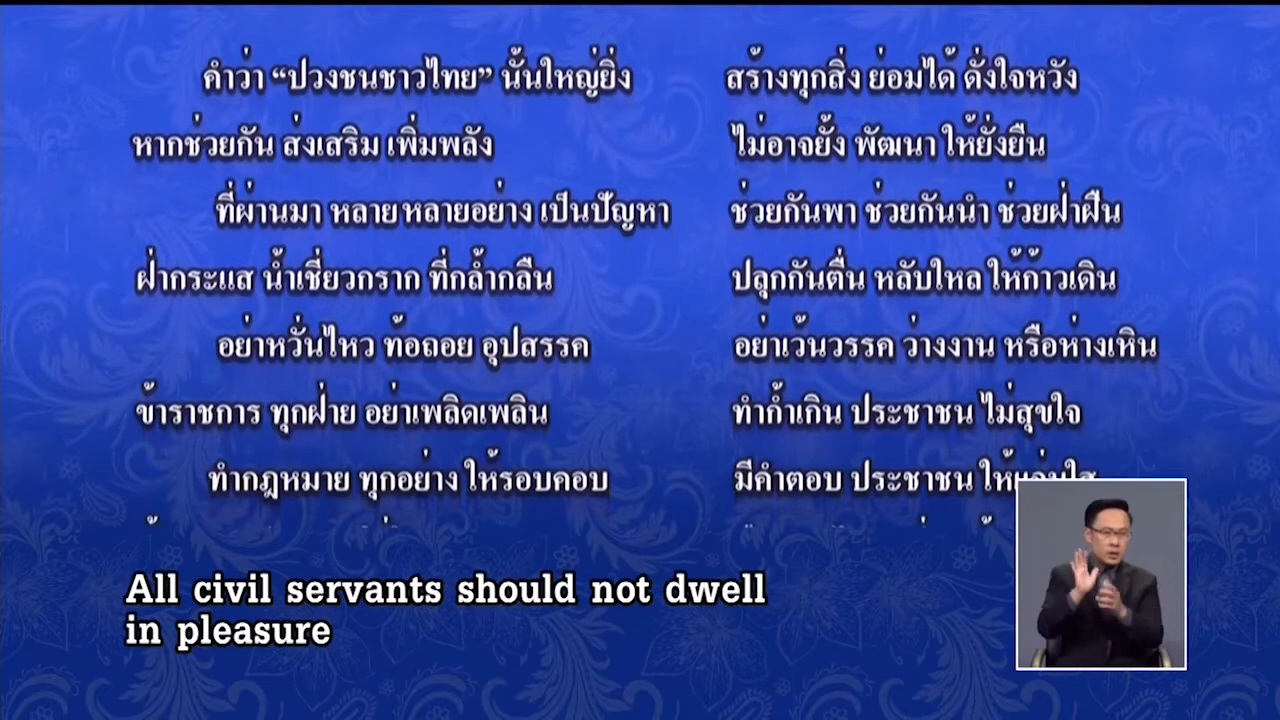 คำว่า “ปวงชนชาวไทย” นั้นใหญ่ยิ่ง สร้างทุกสิ่ง ย่อมได้ ดั่งใจหวัง
หากช่วยกัน ส่งเสริม เพิ่มพลัง ไม่อาจยั้ง พัฒนา ให้ยั่งยืน
ที่ผ่านมา หลายหลายอย่าง เป็นปัญหา ช่วยกันพา ช่วยกันนำ ช่วยฝ่าฝืน
ฝ่ากระแส น้ำเชี่ยวกราก ที่กล้ำกลืน ปลุกกันตื่น หลับใหล ให้ก้าวเดิน
อย่าหวั่นไหว ท้อถอย อุปสรรค อย่าเว้นวรรค ว่างงาน หรือห่างเหิน
ข้าราชการ ทุกฝ่าย อย่าเพลิดเพลิน ทำก้ำเกิน ประชาชน ไม่สุขใจ
ทำกฎหมาย ทุกอย่าง ให้รอบคอบ มีคำตอบ ประชาชน
All civil servants should not dwell
in pleasure